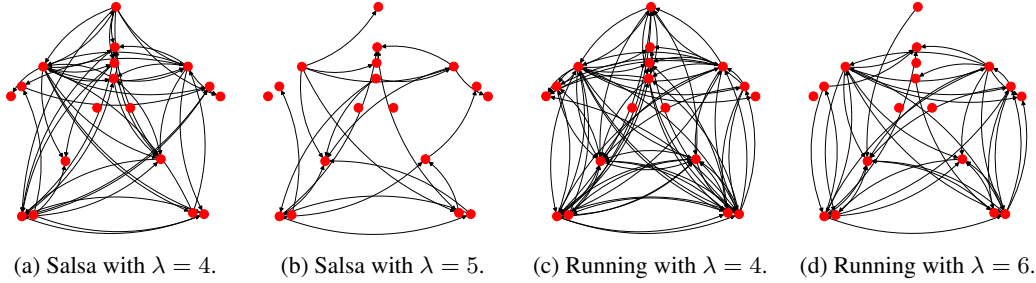 (a) Salsa with λ = 4.
(b) Salsa with λ = 5.
(c) Running with λ = 4.
(d) Running with λ = 6.